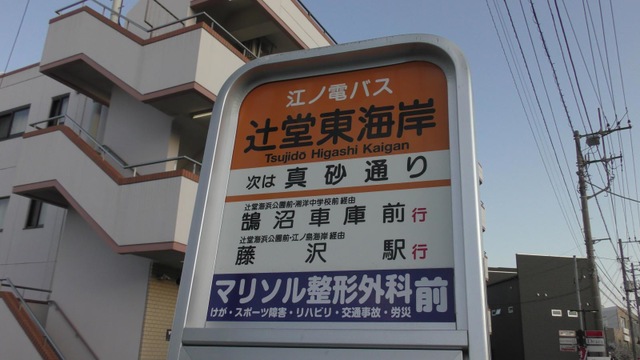 江ノ電バス
辻堂東海岸
Tsujidō Higashi Kaigan
次は 真砂通り
辻堂海浜公園前・湘洋中学校前 経由
鵠沼車庫前行
辻堂海浜公園前・江ノ島海岸 経由
藤沢駅行
マリソル整形外科前
けが・スポーツ障害・リハビリ・交通事故・労災